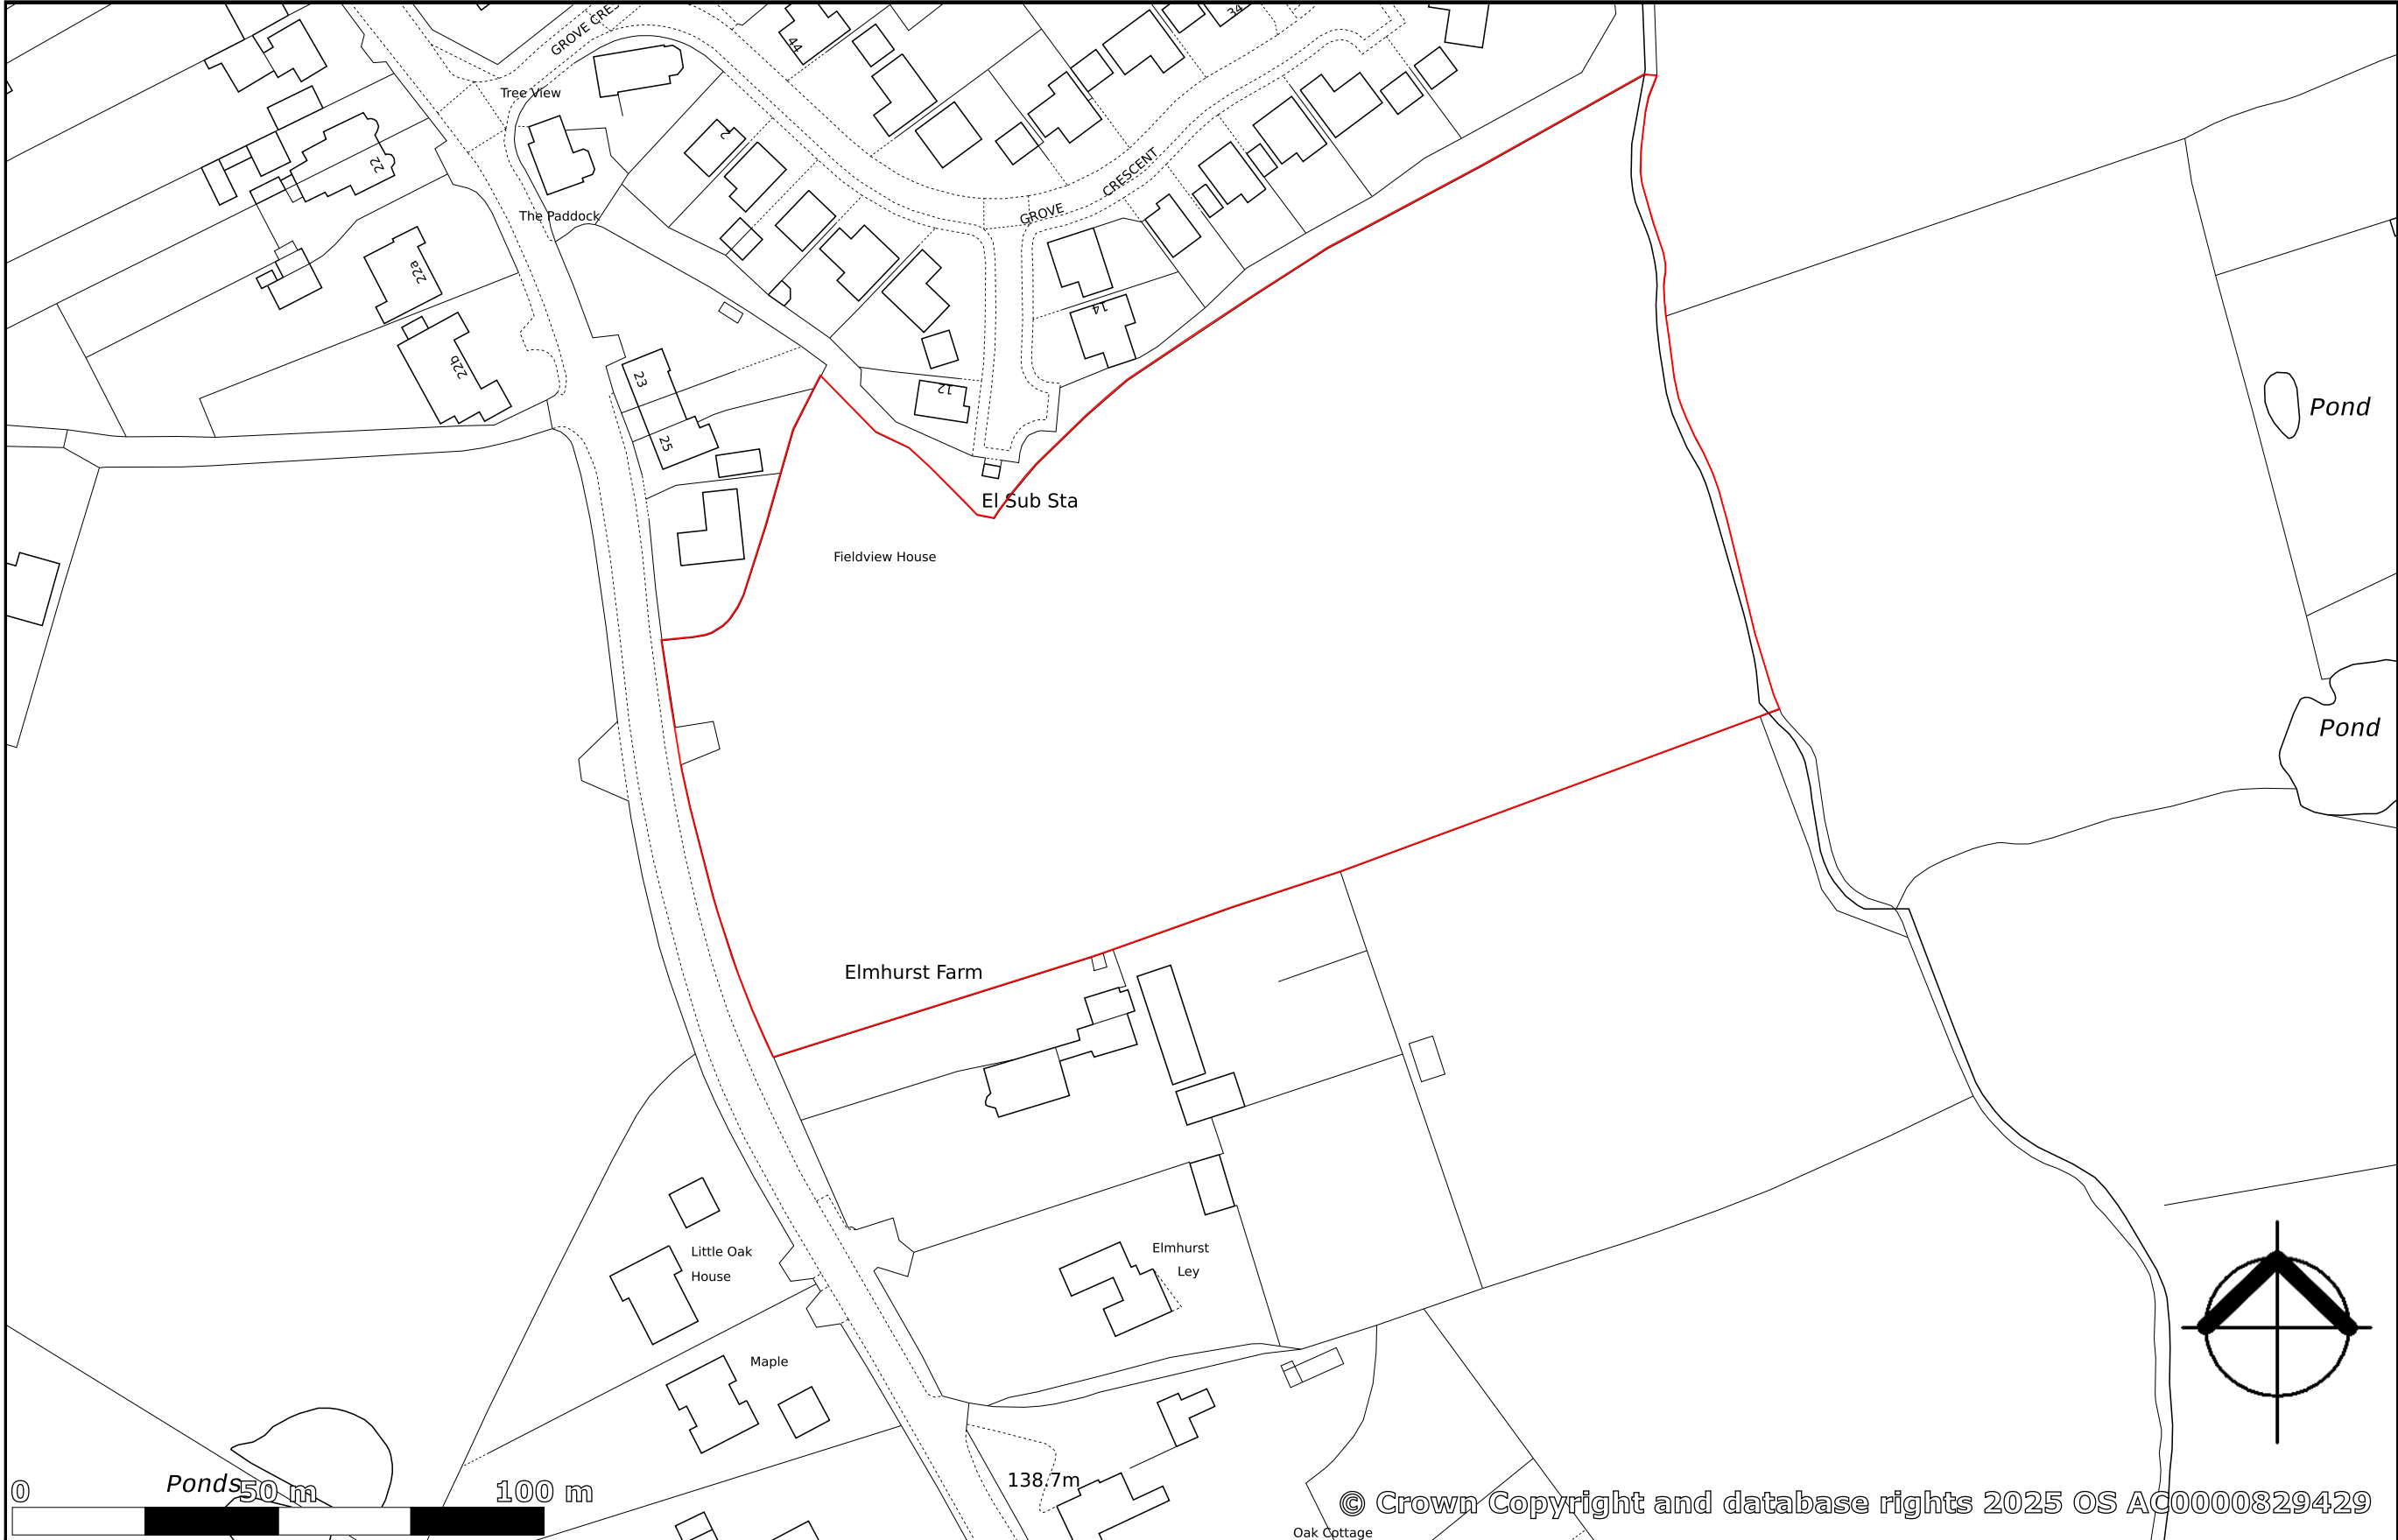 GROVE CRES
44
34
Tree View
2
22
CRESCENT
The Paddock
GROVE
22a
14
22b
23
12
Pond
25
El Sub Sta
Fieldview House
Pond
Elmhurst Farm
Little Oak
House
Elmhurst
Ley
Maple
Ponds
138.7m
0 50 m 100 m
© Crown Copyright and database rights 2025 OS AC0000829429
Oak Cottage